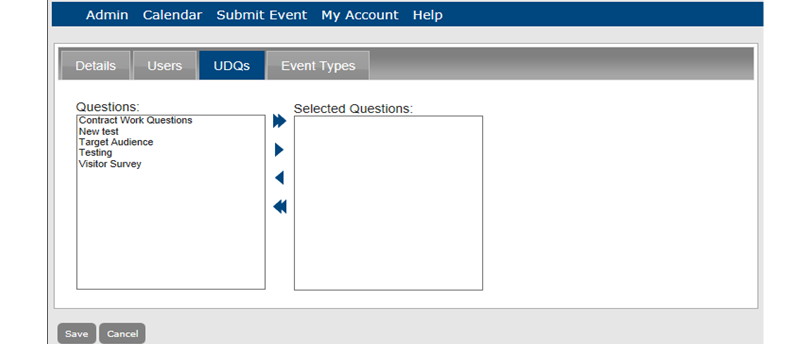 Admin Calendar Submit Event My Account Help
Details Users UDQs Event Types
Questions:
Selected Questions:
Contract Work Questions
New test
Target Audience
Testing
Visitor Survey
Save Cancel